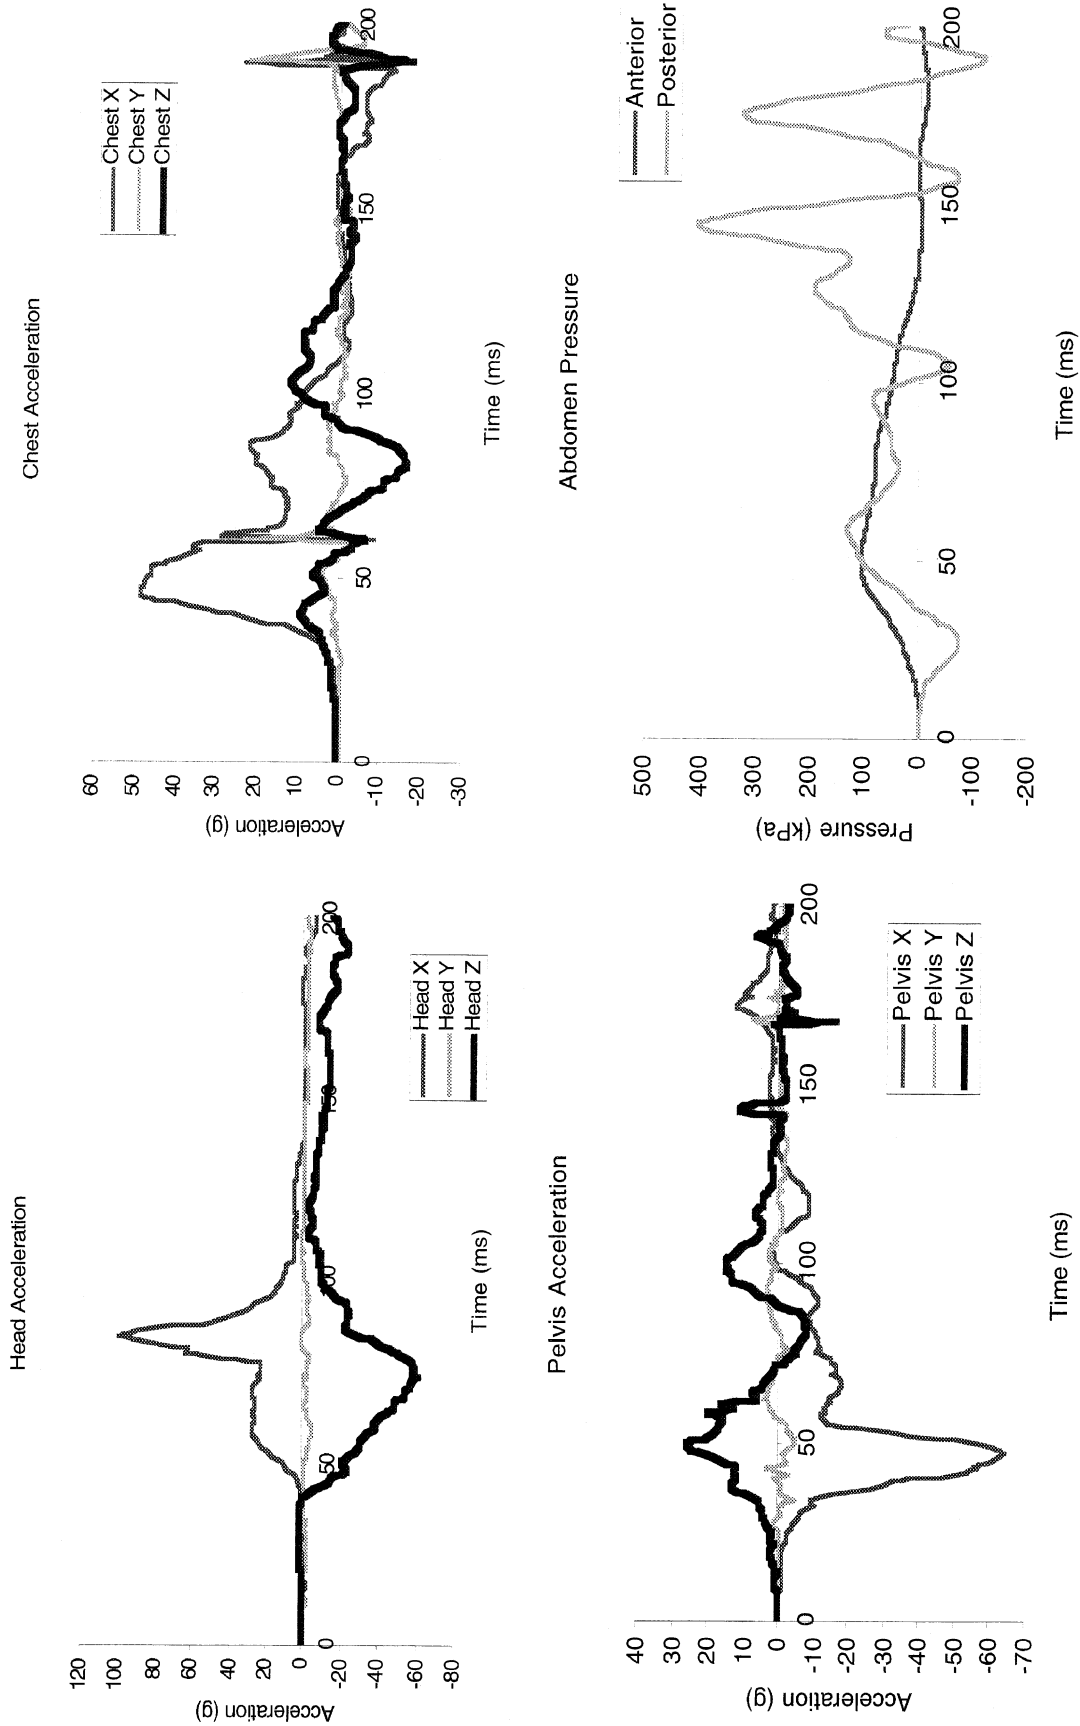 Head Acceleration
120
100
80
60
40
20
0
-20
-40
-60
-80
Acceleration (g)
0
50
100
150
200
Time (ms)
Head X
Head Y
Head Z
Chest Acceleration
60
50
40
30
20
10
0
-10
-20
-30
Acceleration (g)
0
50
100
150
200
Time (ms)
Chest X
Chest Y
Chest Z
Pelvis Acceleration
40
30
20
10
0
-10
-20
-30
-40
-50
-60
-70
Acceleration (g)
0
50
100
150
200
Time (ms)
Pelvis X
Pelvis Y
Pelvis Z
Abdomen Pressure
500
400
300
200
100
0
-100
-200
Pressure (kPa)
0
50
100
150
200
Time (ms)
Anterior
Posterior